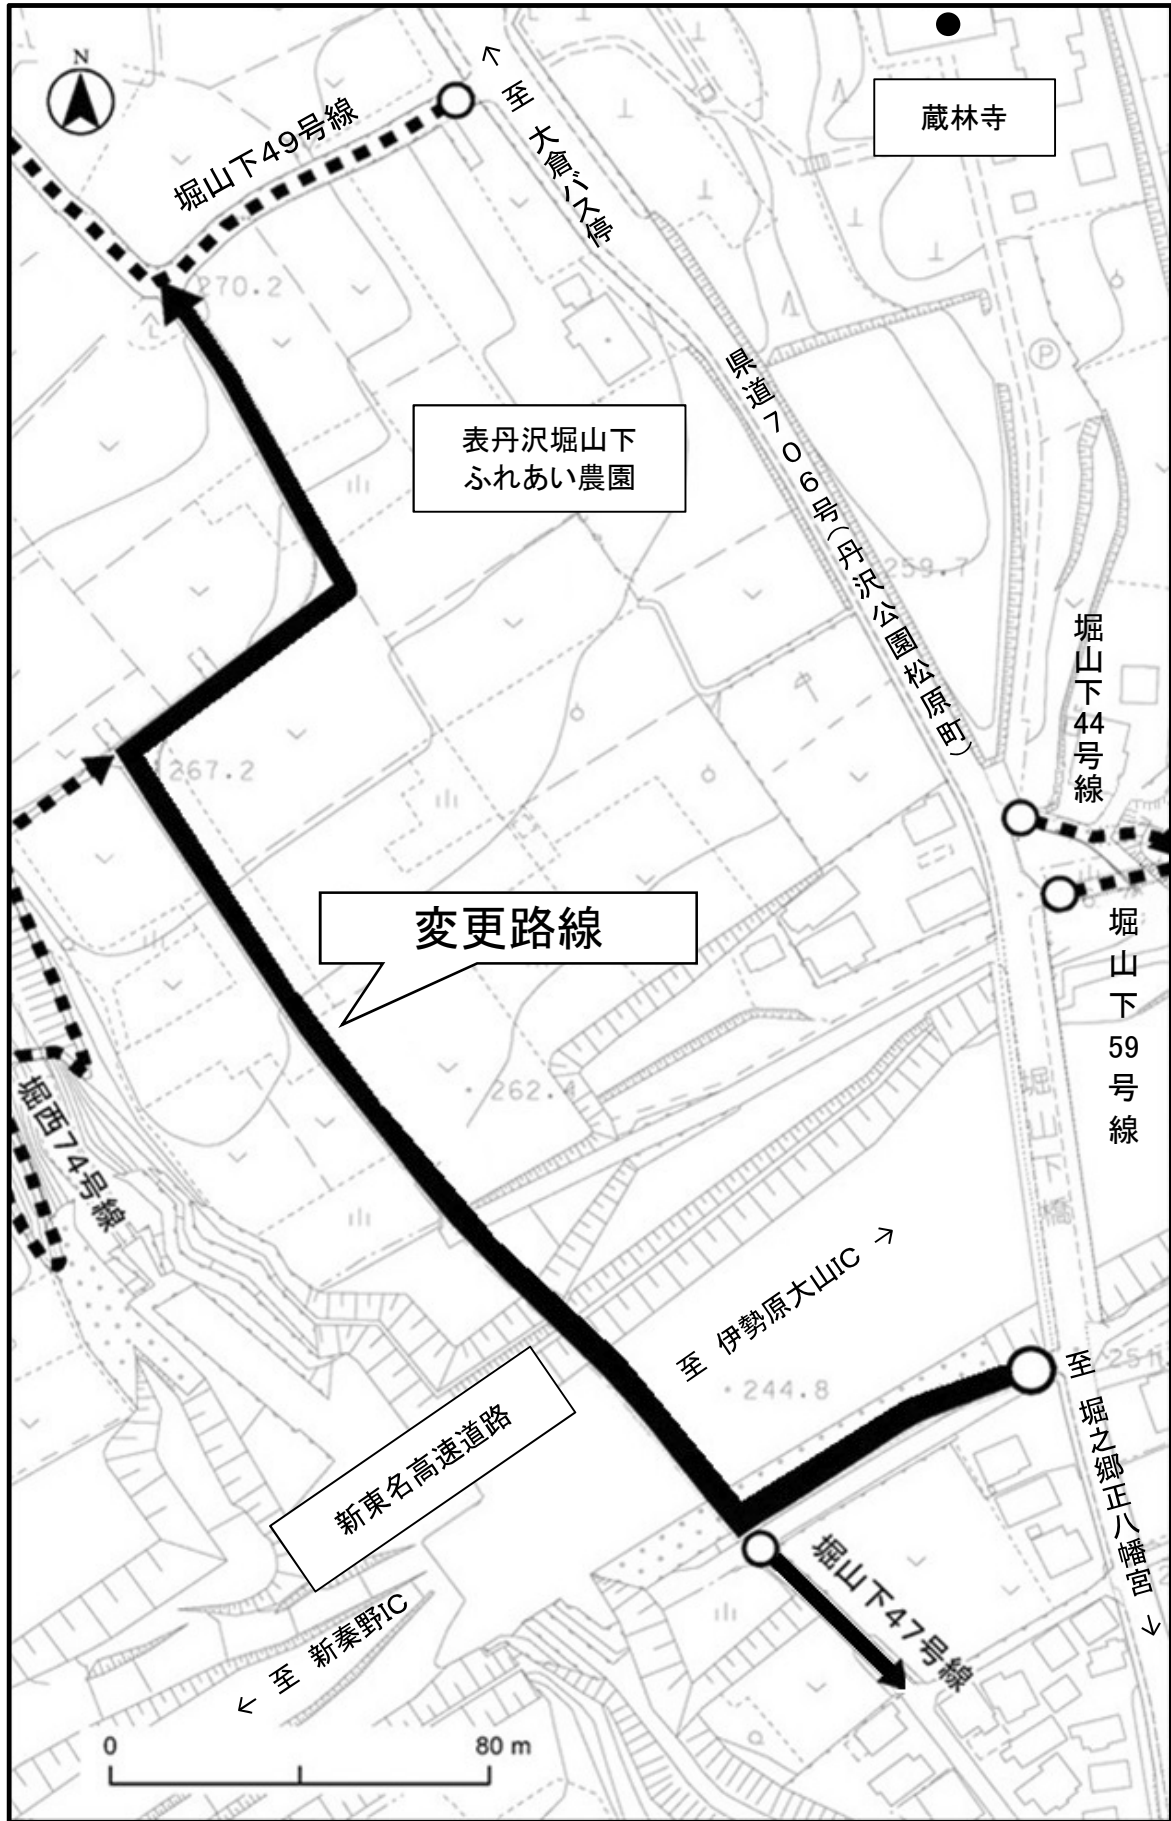 N
蔵林寺
至 大倉バス停
堀山下49号線
270.2
県道706号(丹沢公園松原町)
P
表丹沢堀山下
ふれあい農園
259.7
堀山下44号線
267.2
変更路線
堀山下59号線
262.4
堀山下橋
堀西74号線
至 伊勢原大山IC
244.8
至 堀之郷正八幡宮
新東名高速道路
堀山下47号線
至 新秦野IC
0 80 m